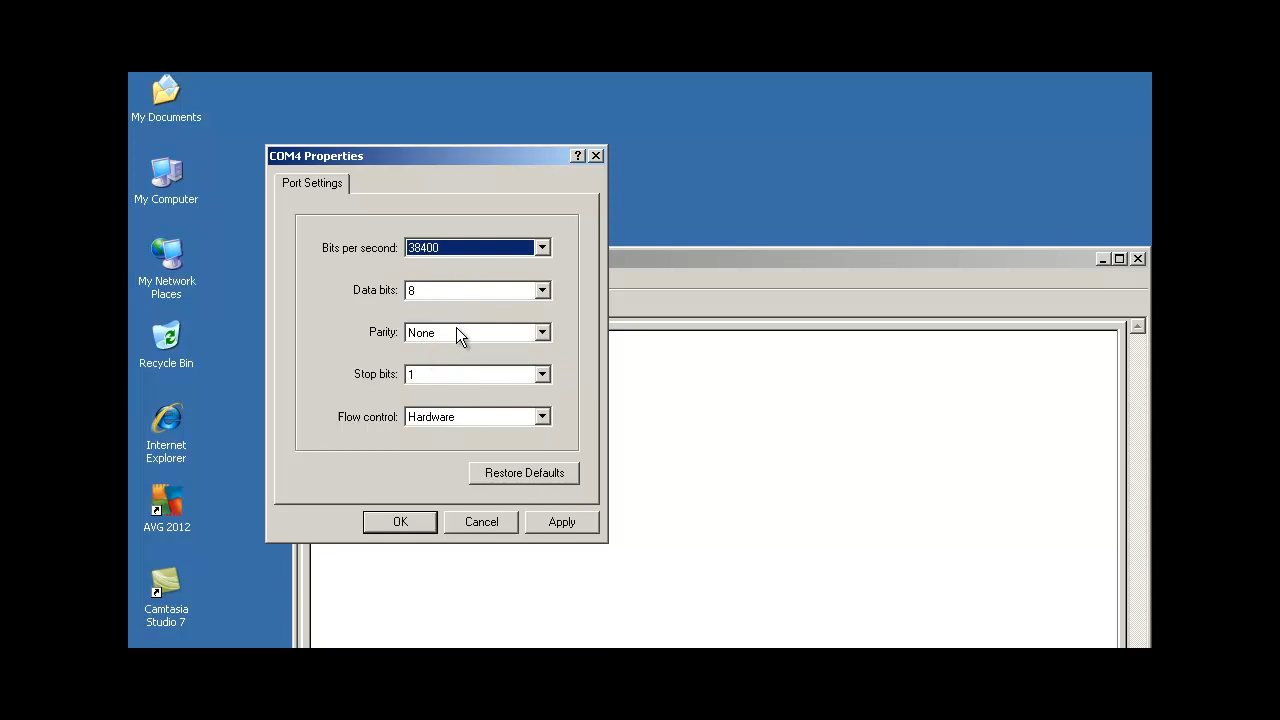 My Documents
My Computer
My Network
Places
Recycle Bin
Internet
Explorer
AVG 2012
Camtasia
Studio 7
COM4 Properties
Port Settings
Bits per second: 38400
Data bits: 8
Parity: None
Stop bits: 1
Flow control: Hardware
Restore Defaults
OK Cancel Apply